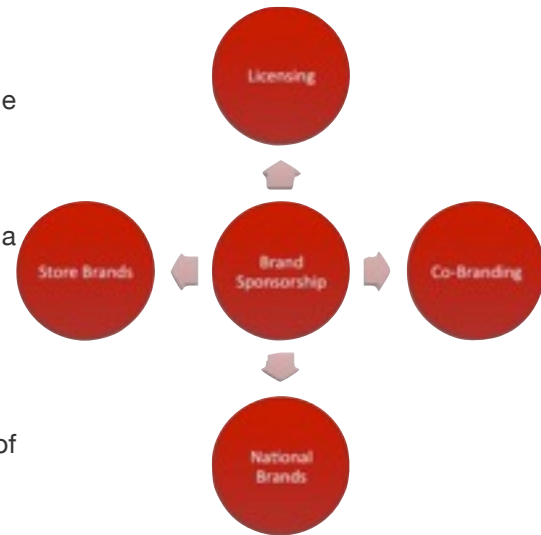 Licensing
e
a
Store Brands
Brand
Sponsorship
Co-Branding
of
National
Brands